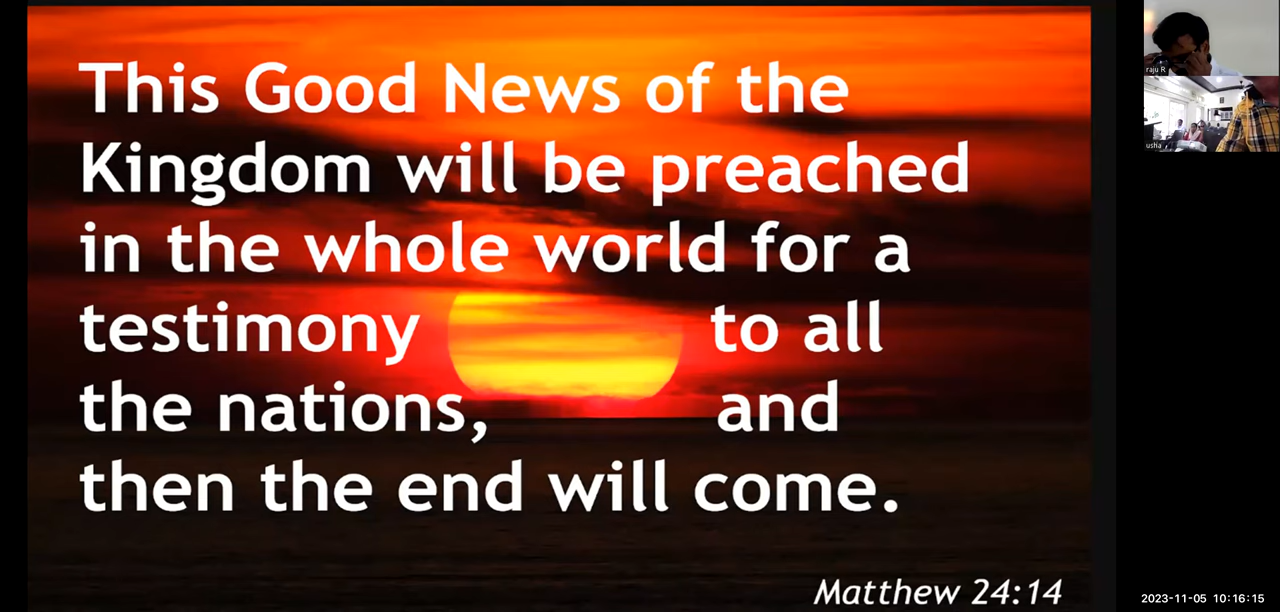 This Good News of the
Kingdom will be preached
in the whole world for a
testimony to all
the nations, and
then the end will come.
Matthew 24:14
raju R
usha
2023-11-05 10:16:15